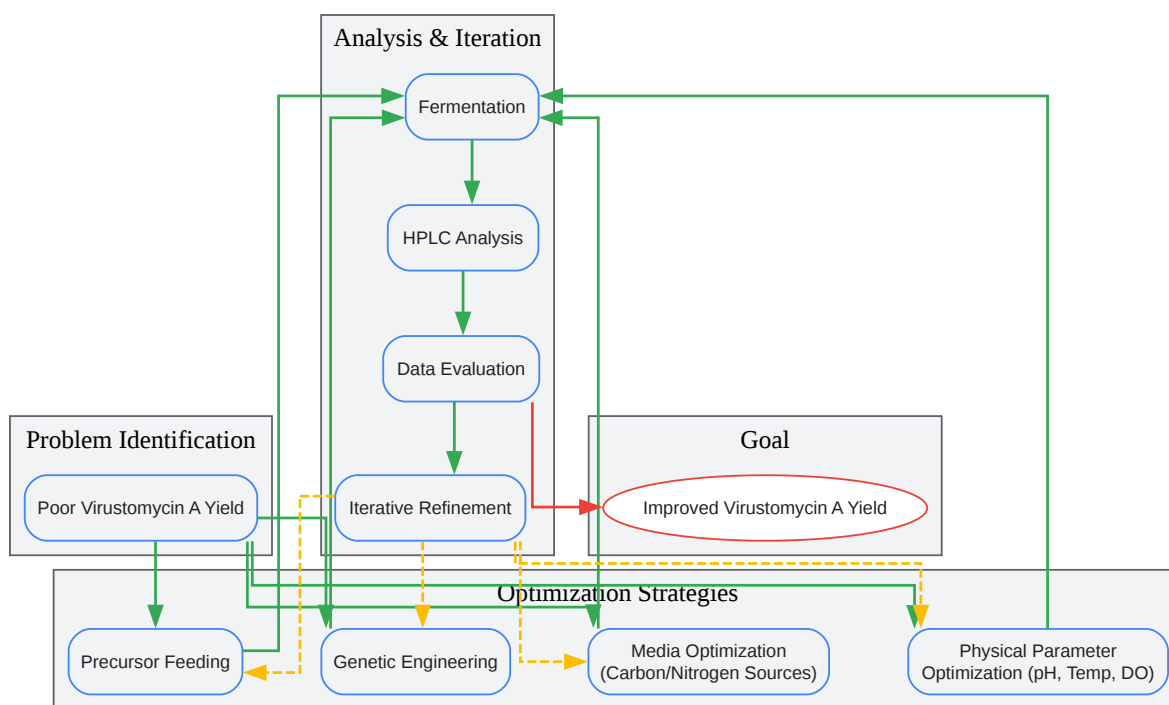 Analysis & Iteration
Fermentation
HPLC Analysis
Data Evaluation
Problem Identification
Goal
Poor Virustomycin A Yield
Iterative Refinement
Improved Virustomycin A Yield
Optimization Strategies
Precursor Feeding
Genetic Engineering
Media Optimization
(Carbon/Nitrogen Sources)
Physical Parameter
Optimization (pH, Temp, DO)